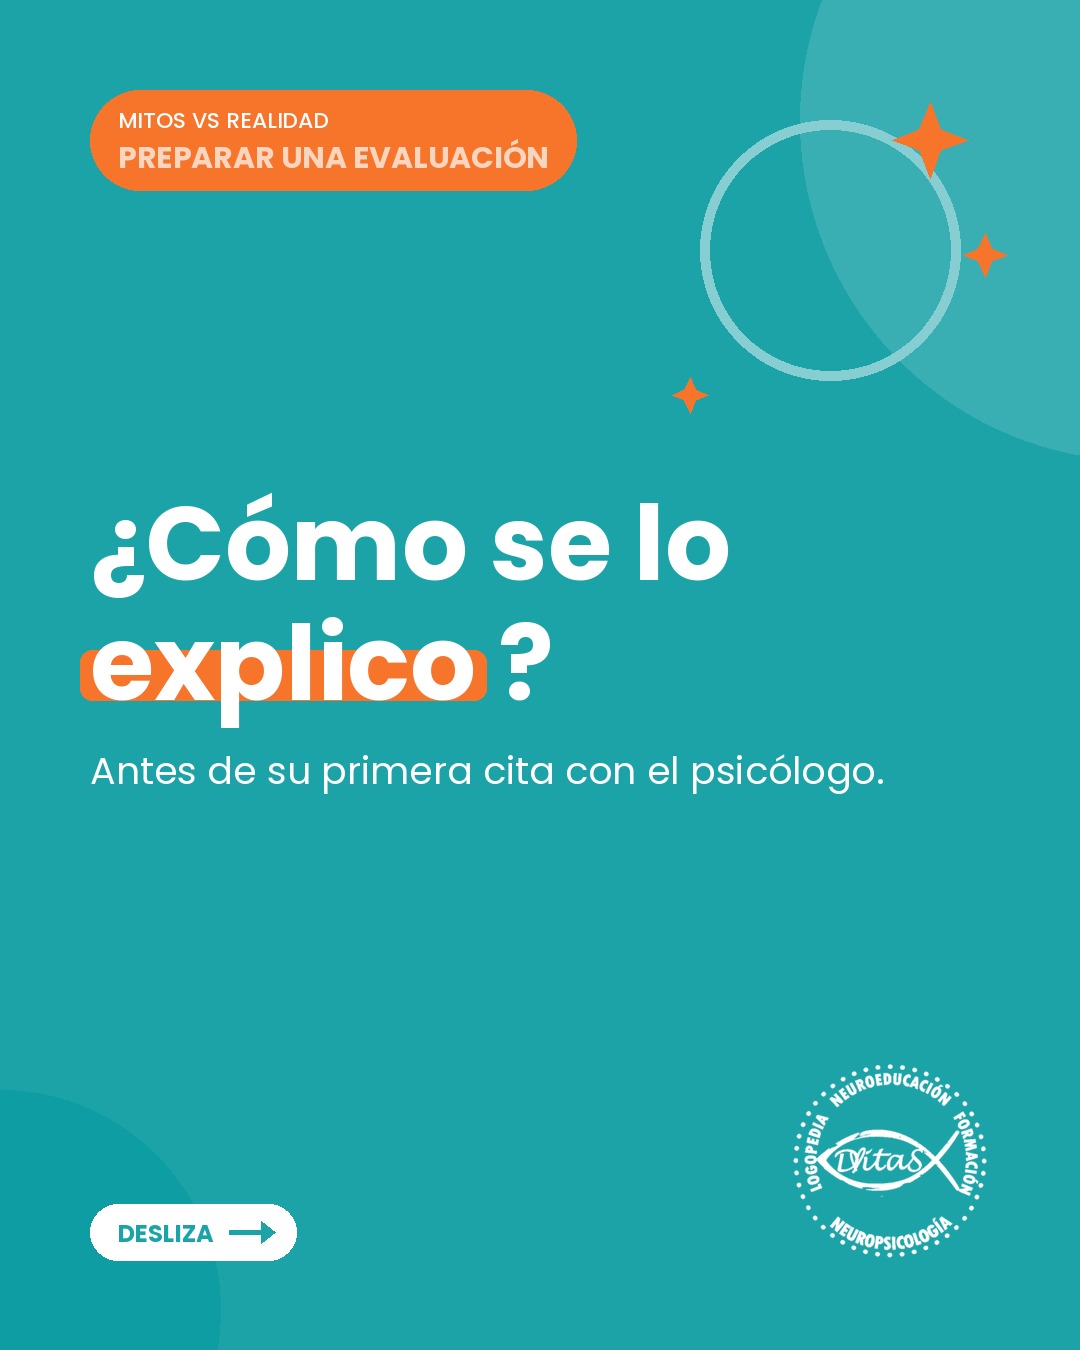 MITOS VS REALIDAD
PREPARAR UNA EVALUACIÓN
¿Cómo se lo
explico ?
Antes de su primera cita con el psicólogo.
DESLIZA
LOGOPEDIA NEUROEDUCACIÓN FORMACIÓN
DVitaS
NEUROPSICOLOGÍA